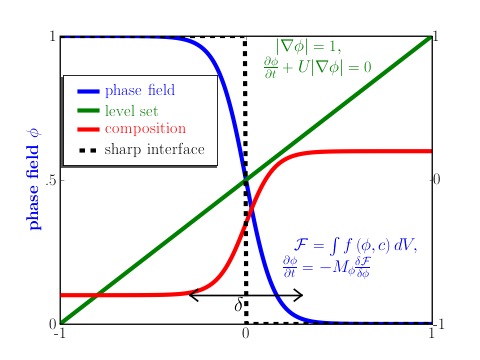 1
|∇ϕ| = 1,
1
∂ϕ/∂t + U|∇ϕ| = 0
phase field
level set
composition
sharp interface
phase field ϕ
.5
0
ℱ = ∫ f (ϕ, c) dV,
∂ϕ/∂t = −M_ϕ δℱ/δϕ
δ
0
-1
-1
0
1